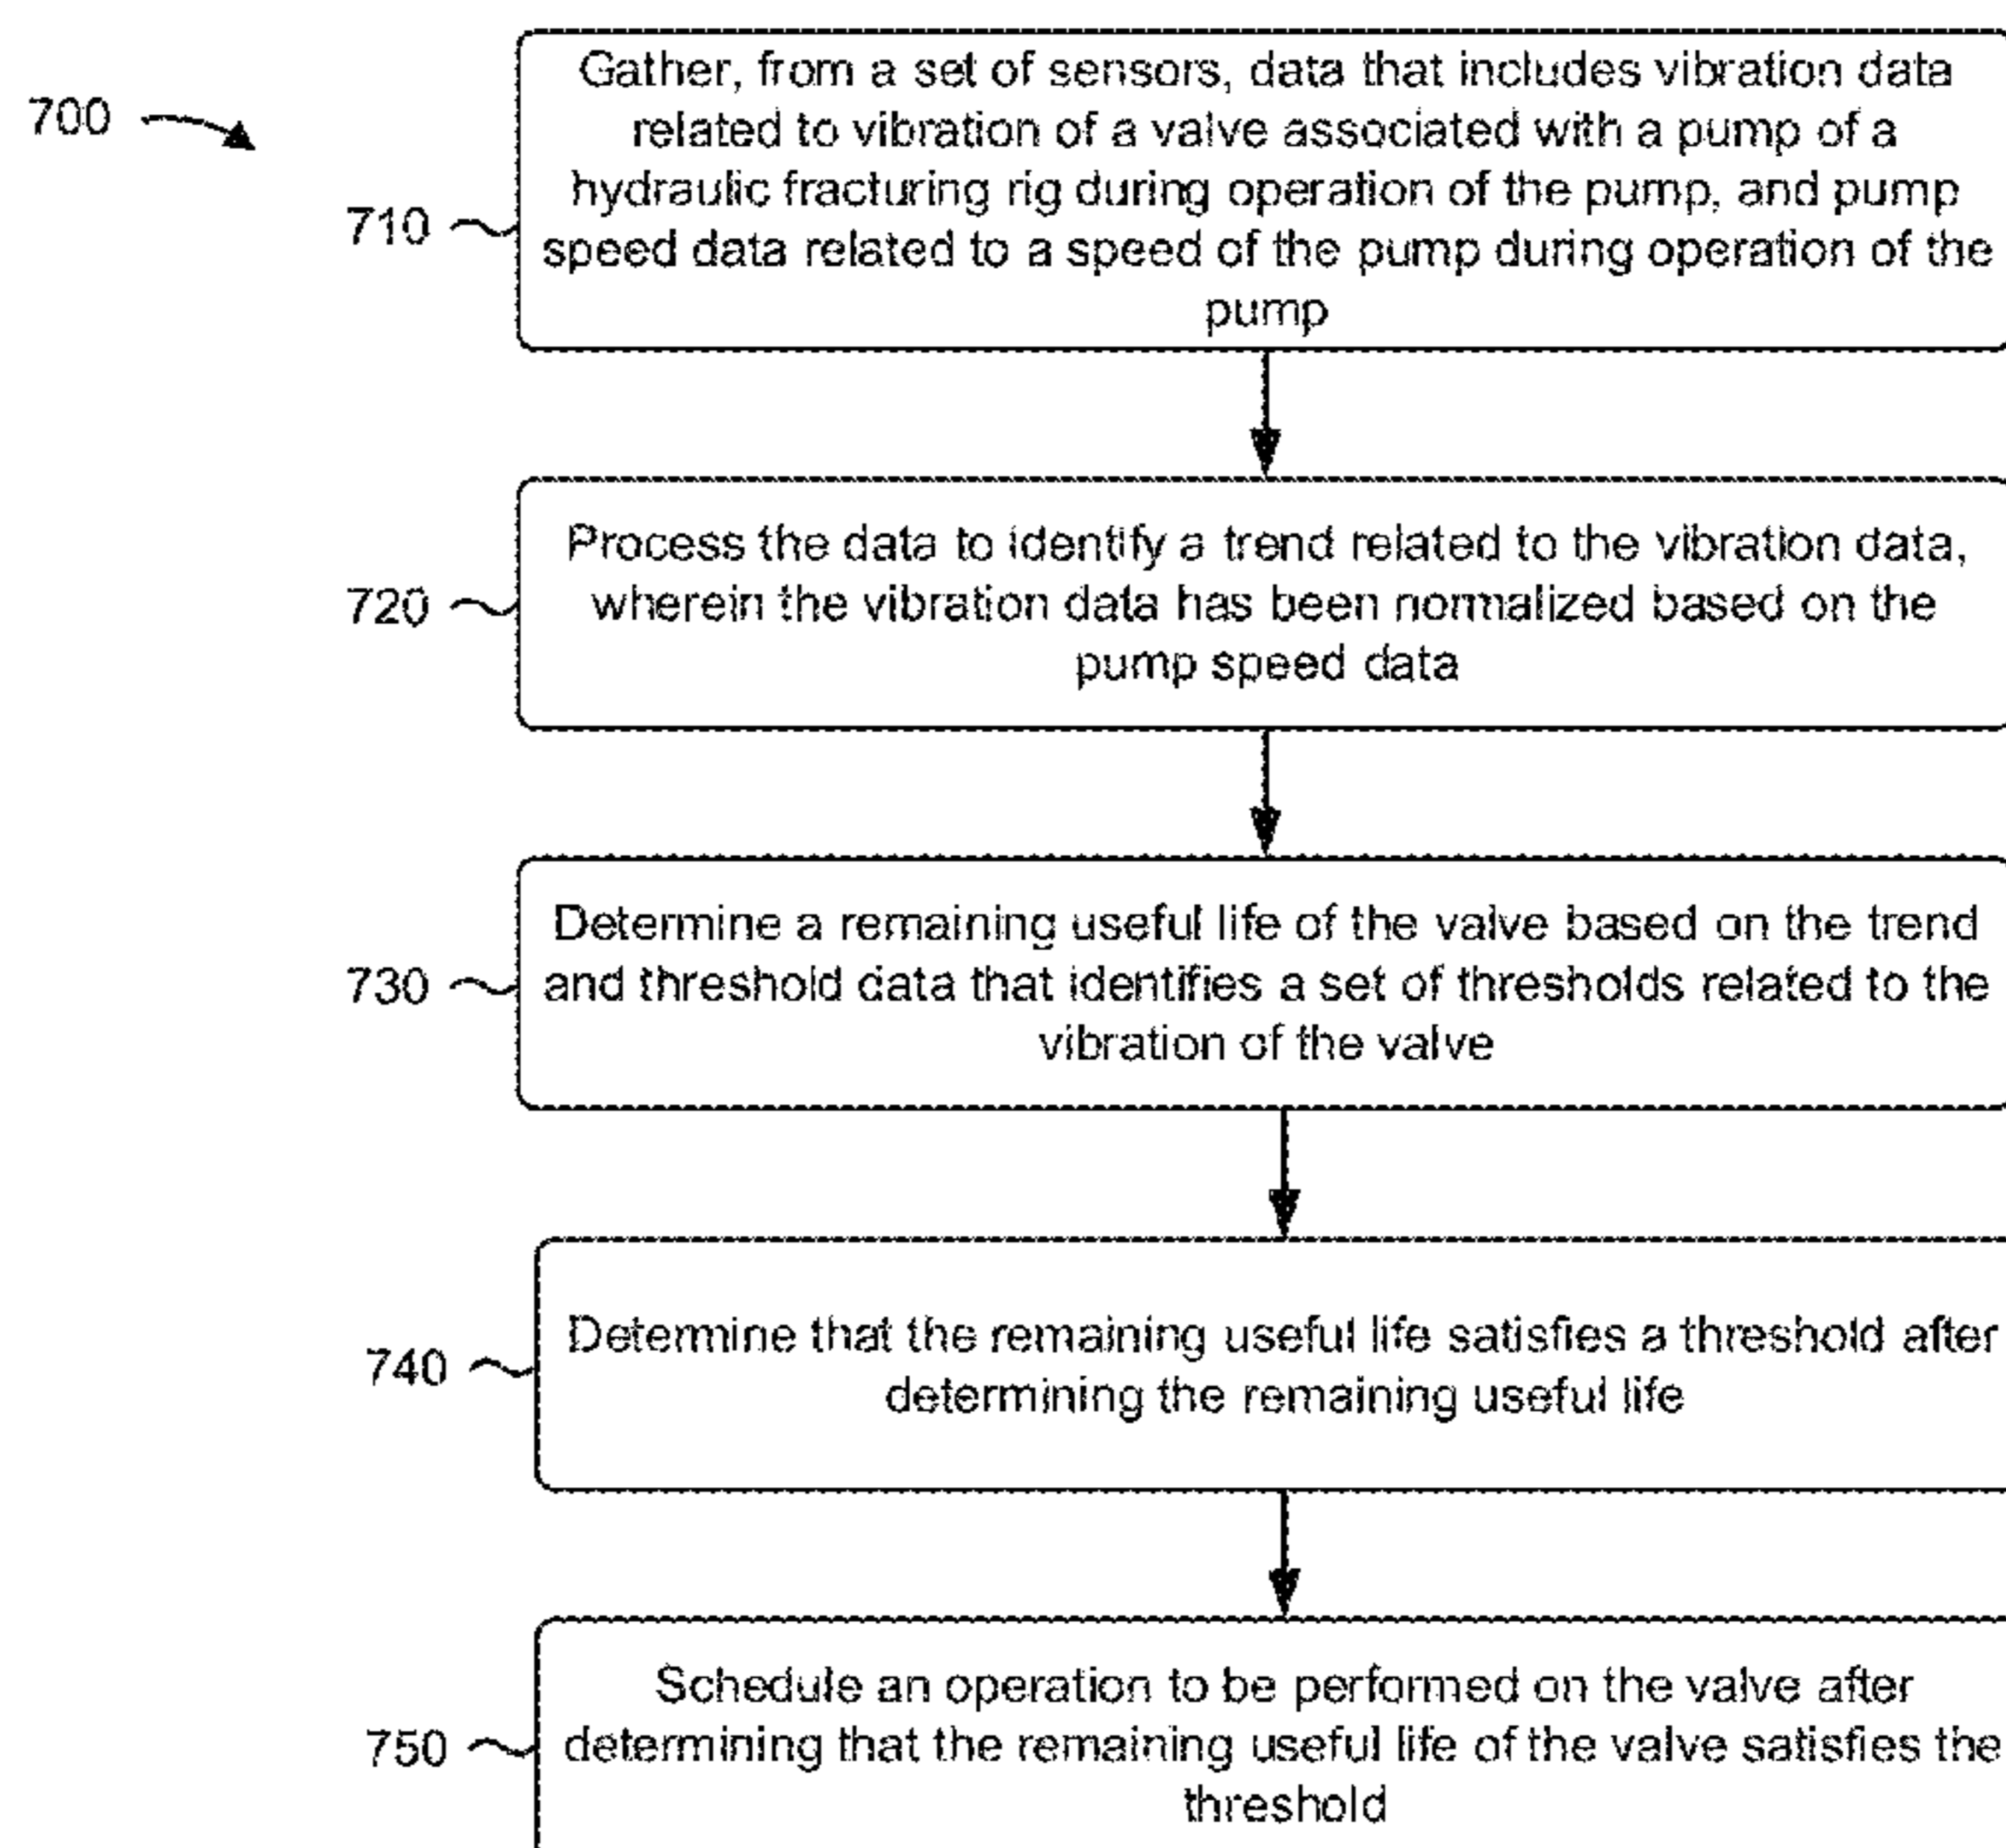 700
Gather, from a set of sensors, data that includes vibration data
related to vibration of a valve associated with a pump of a
hydraulic fracturing rig during operation of the pump, and pump
speed data related to a speed of the pump during operation of the
pump
710
Process the data to identify a trend related to the vibration data,
wherein the vibration data has been normalized based on the
pump speed data
720
Determine a remaining useful life of the valve based on the trend
and threshold data that identifies a set of thresholds related to the
vibration of the valve
730
Determine that the remaining useful life satisfies a threshold after
determining the remaining useful life
740
Schedule an operation to be performed on the valve after
determining that the remaining useful life of the valve satisfies the
threshold
750